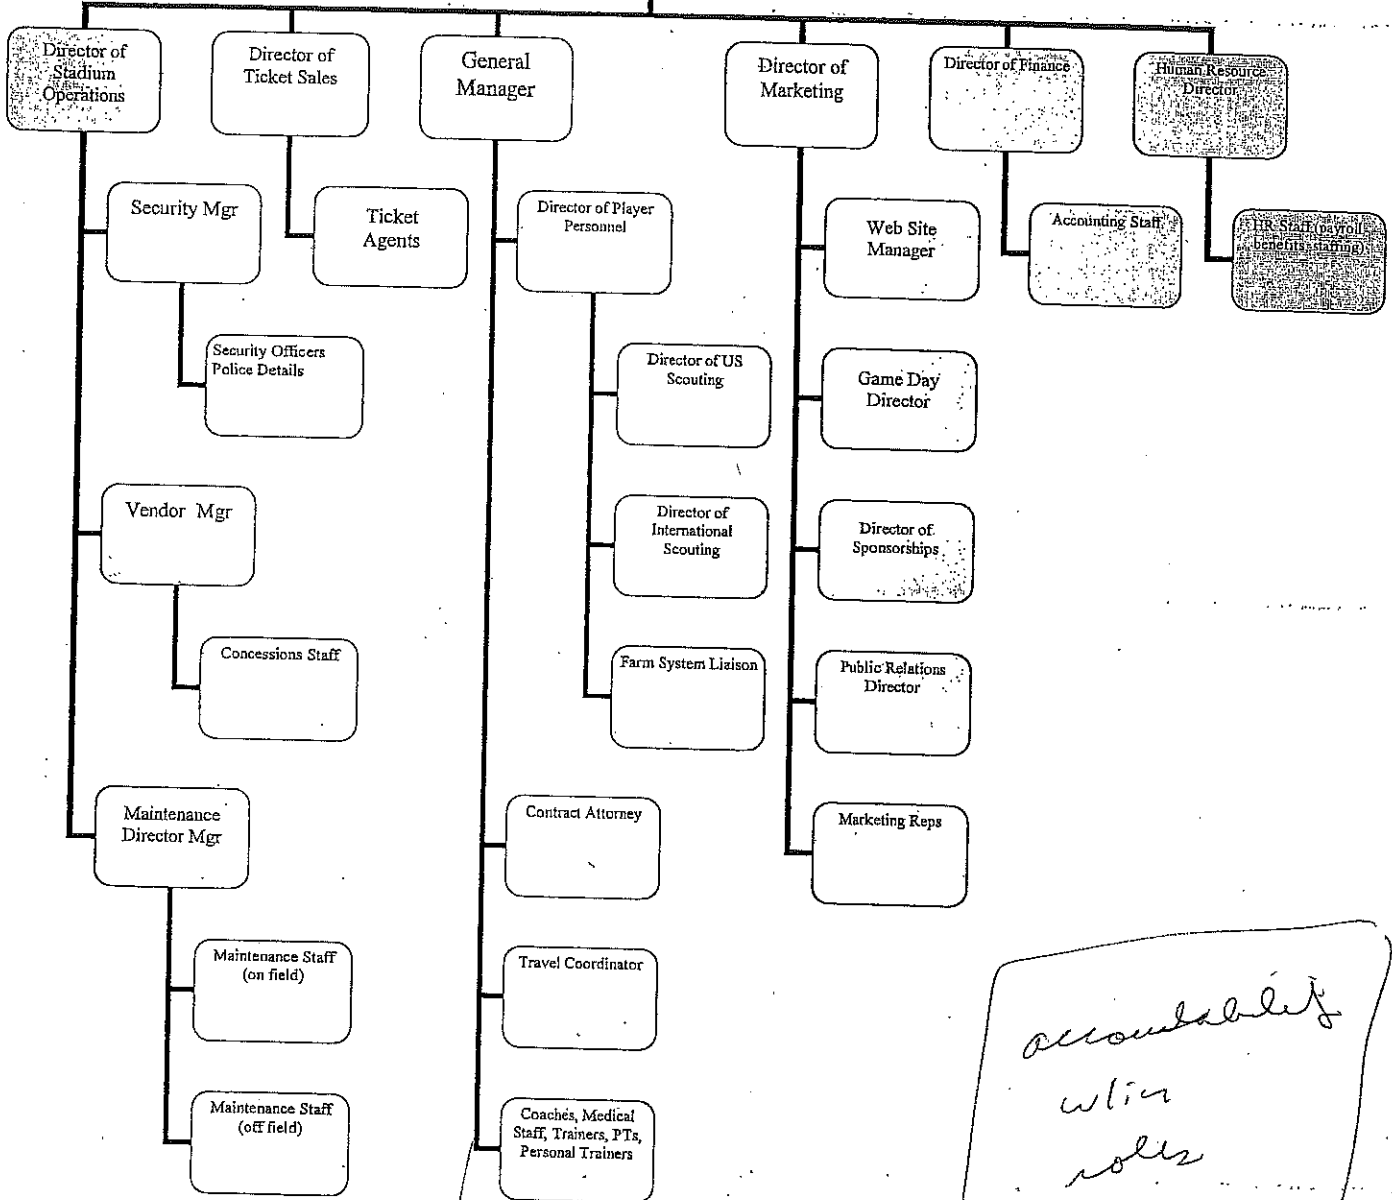 Director of
Stadium
Operations
Director of
Ticket Sales
General
Manager
Director of
Marketing
Director of Finance
Human Resource
Director
Security Mgr
Ticket
Agents
Director of Player
Personnel
Web Site
Manager
Accounting Staff
HR Staff (payroll,
benefits, staffing)
Security Officers
Police Details
Director of US
Scouting
Game Day
Director
Vendor Mgr
Director of
International
Scouting
Director of
Sponsorships
Concessions Staff
Farm System Liaison
Public Relations
Director
Maintenance
Director Mgr
Contract Attorney
Marketing Reps
Maintenance Staff
(on field)
Travel Coordinator
Maintenance Staff
(off field)
Coaches, Medical
Staff, Trainers, PTs,
Personal Trainers
accountability
w/in
roles